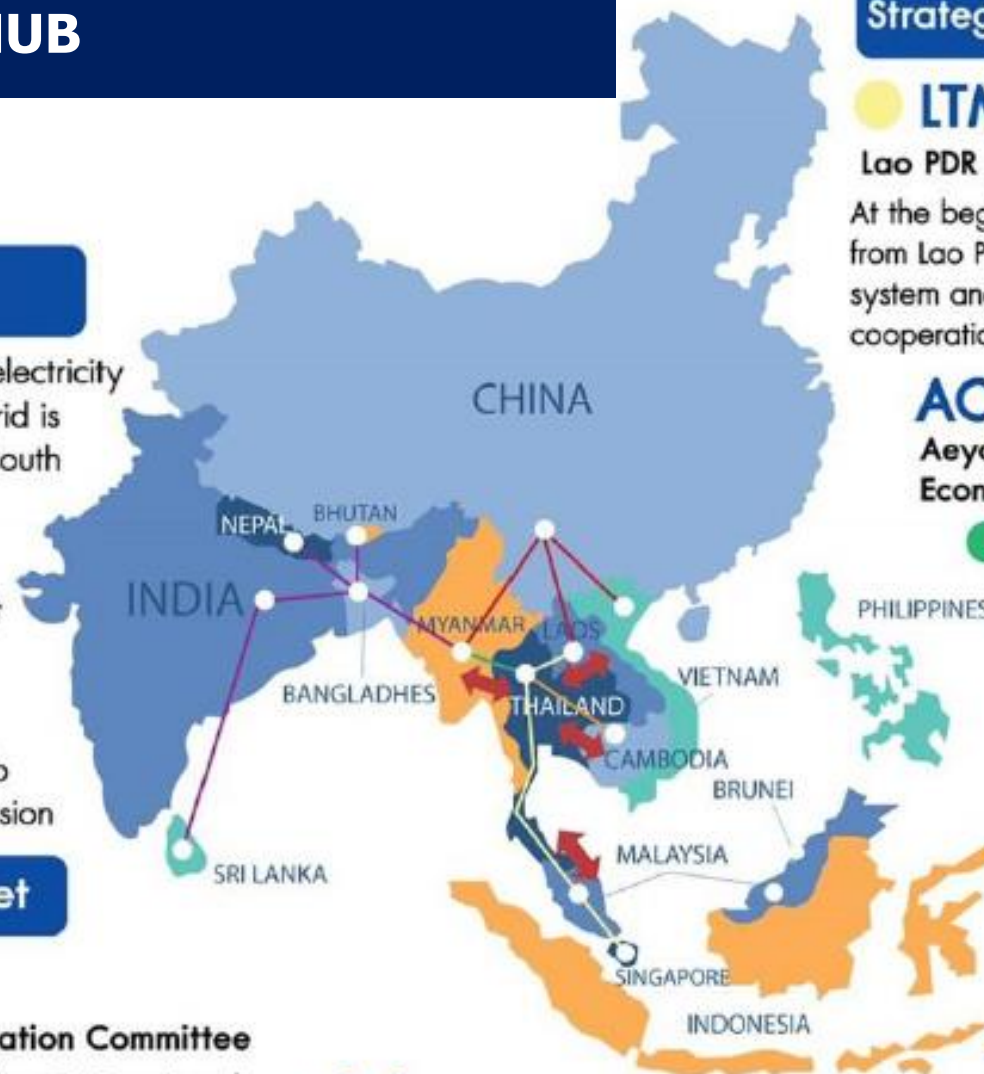 HUB
Strateg
LTM
Lao PDR
At the beg
from Lao P
system an
cooperatio
electricity
rid is
outh
AC
Aeya
Econ
CHINA
NEPAL
BHUTAN
INDIA
MYANMAR
LAOS
PHILIPPINES
BANGLADHES
VIETNAM
THAILAND
CAMBODIA
BRUNEI
sion
MALAYSIA
SRI LANKA
et
SINGAPORE
INDONESIA
ation Committee